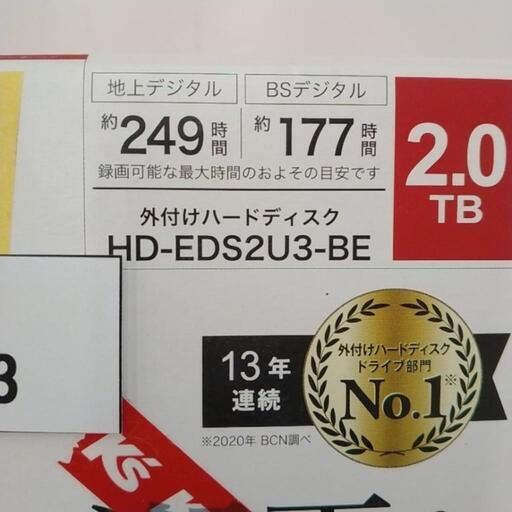 地上デジタル
BSデジタル
約249時間
約177時間
録画可能な最大時間のおよその目安です
2.0
TB
外付けハードディスク
HD-EDS2U3-BE
3
13年
連続
外付けハードディスク
ドライブ部門
No.1※
※2020年 BCN調べ
K's